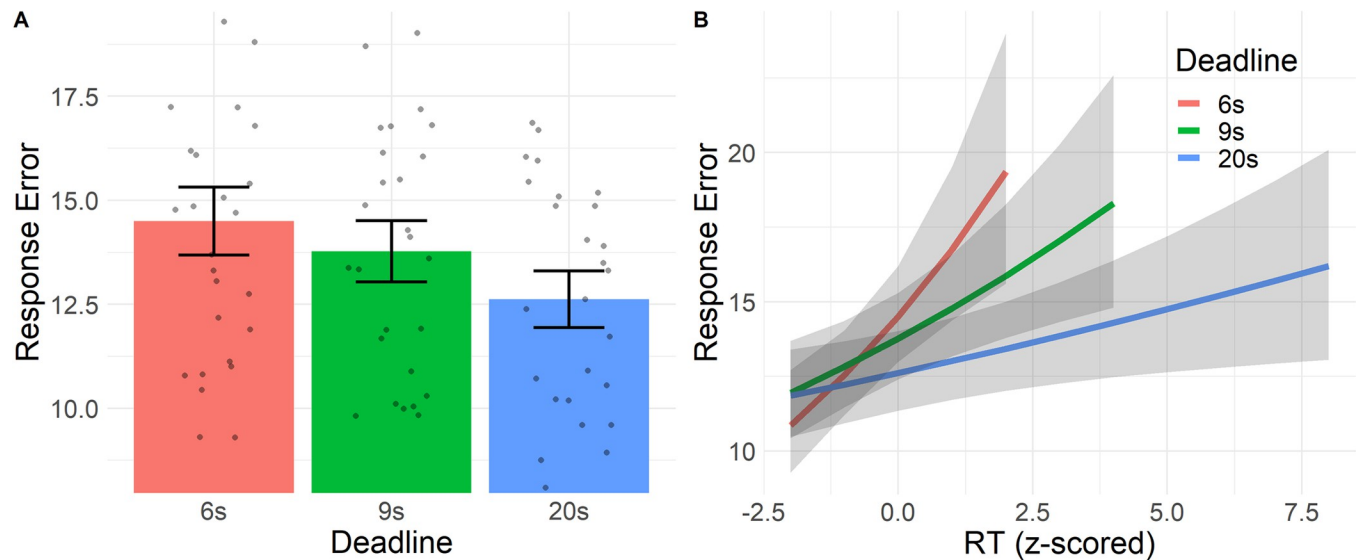 A
Response Error
17.5
15.0
12.5
10.0
6s
9s
20s
Deadline
B
Response Error
20
15
10
Deadline
6s
9s
20s
-2.5
0.0
2.5
5.0
7.5
RT (z-scored)